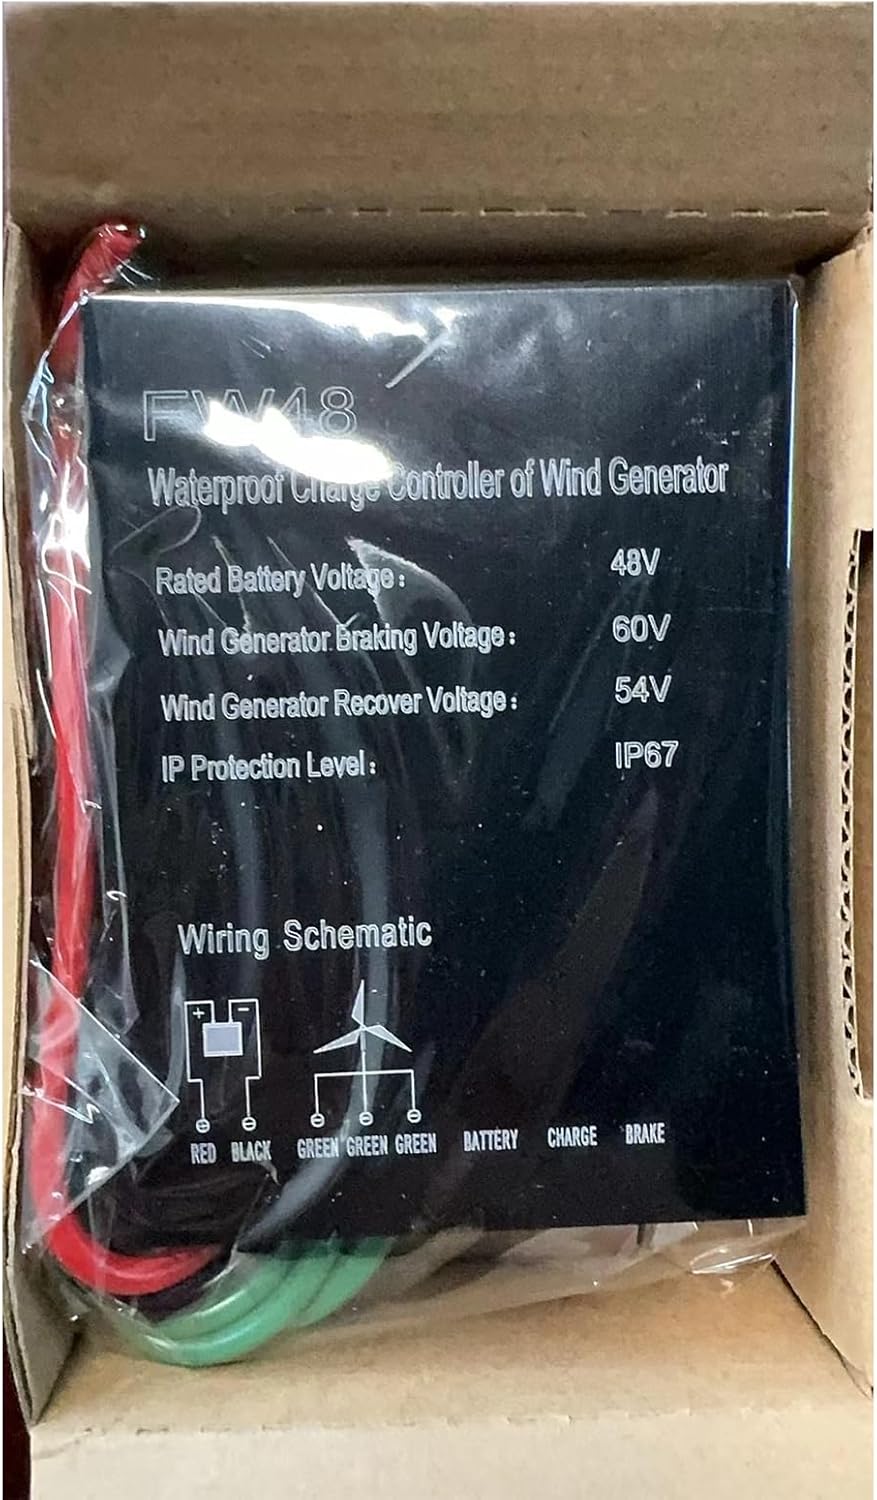 FW48
Waterproof Charge Controller of Wind Generator
Rated Battery Voltage: 48V
Wind Generator Braking Voltage: 60V
Wind Generator Recover Voltage: 54V
IP Protection Level: IP67
Wiring Schematic
+ −
RED BLACK GREEN GREEN GREEN BATTERY CHARGE BRAKE